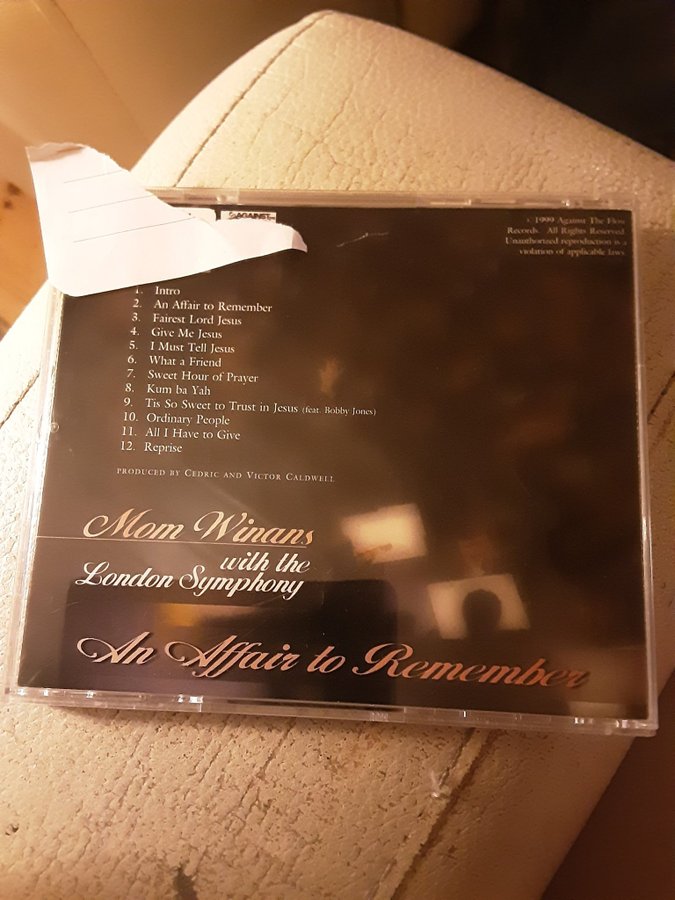 AGAINST
© 1999 Against The Flow
Records. All Rights Reserved
Unauthorized reproduction is a
violation of applicable laws
1. Intro
2. An Affair to Remember
3. Fairest Lord Jesus
4. Give Me Jesus
5. I Must Tell Jesus
6. What a Friend
7. Sweet Hour of Prayer
8. Kum ba Yah
9. Tis So Sweet to Trust in Jesus (feat. Bobby Jones)
10. Ordinary People
11. All I Have to Give
12. Reprise
PRODUCED BY CEDRIC AND VICTOR CALDWELL
Mom Winans
with the
London Symphony
An Affair to Remember